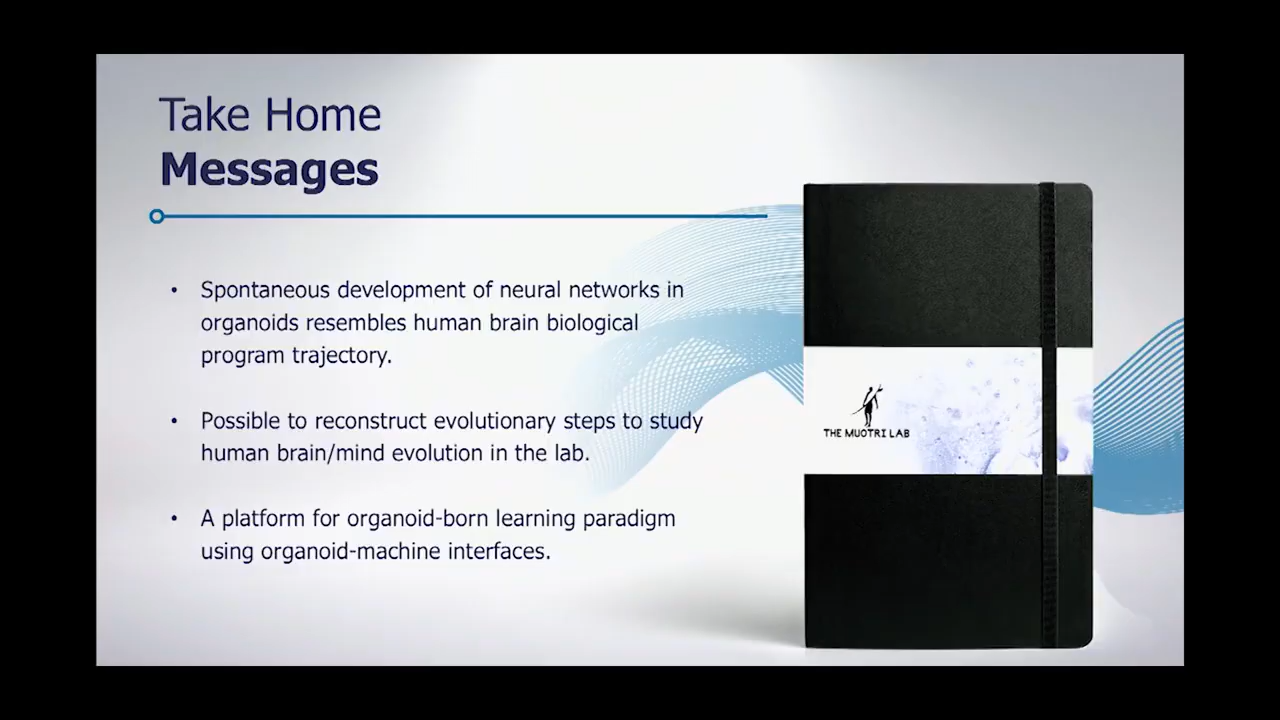 Take Home
Messages
• Spontaneous development of neural networks in
organoids resembles human brain biological
program trajectory.
• Possible to reconstruct evolutionary steps to study
human brain/mind evolution in the lab.
• A platform for organoid-born learning paradigm
using organoid-machine interfaces.
THE MUOTRI LAB